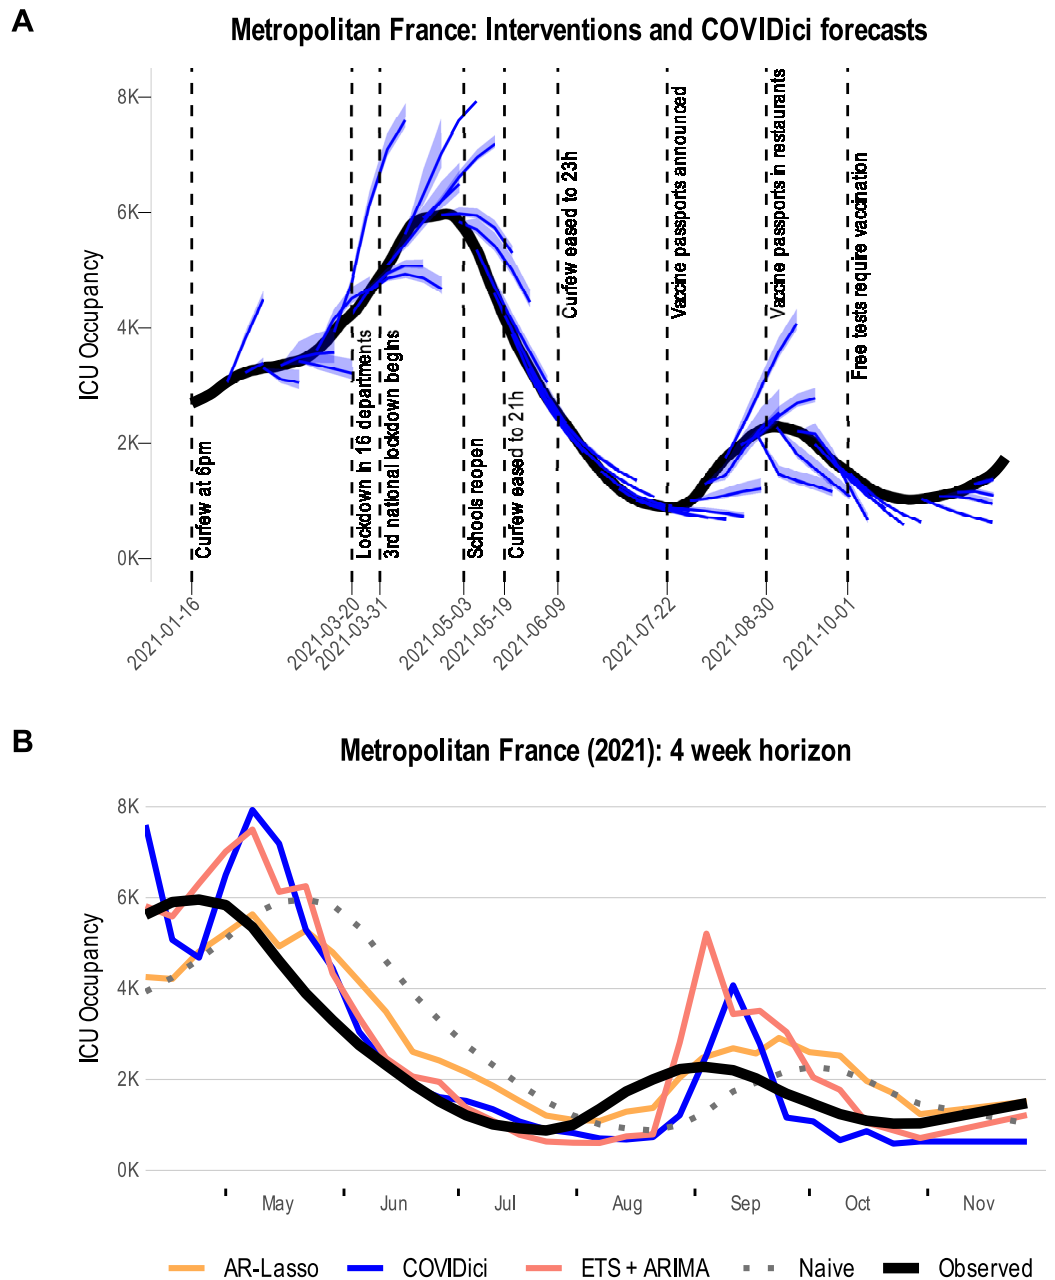 A
Metropolitan France: Interventions and COVIDici forecasts
ICU Occupancy
8K
6K
4K
2K
0K
Curfew at 6pm
Lockdown in 16 departments
3rd national lockdown begins
Schools reopen
Curfew eased to 21h
Curfew eased to 23h
Vaccine passports announced
Vaccine passports in restaurants
Free tests require vaccination
2021-01-16
2021-03-20
2021-03-31
2021-05-03
2021-05-19
2021-06-09
2021-07-22
2021-08-30
2021-10-01
B
Metropolitan France (2021): 4 week horizon
ICU Occupancy
8K
6K
4K
2K
0K
May Jun Jul Aug Sep Oct Nov
AR-Lasso COVIDici ETS + ARIMA Naive Observed